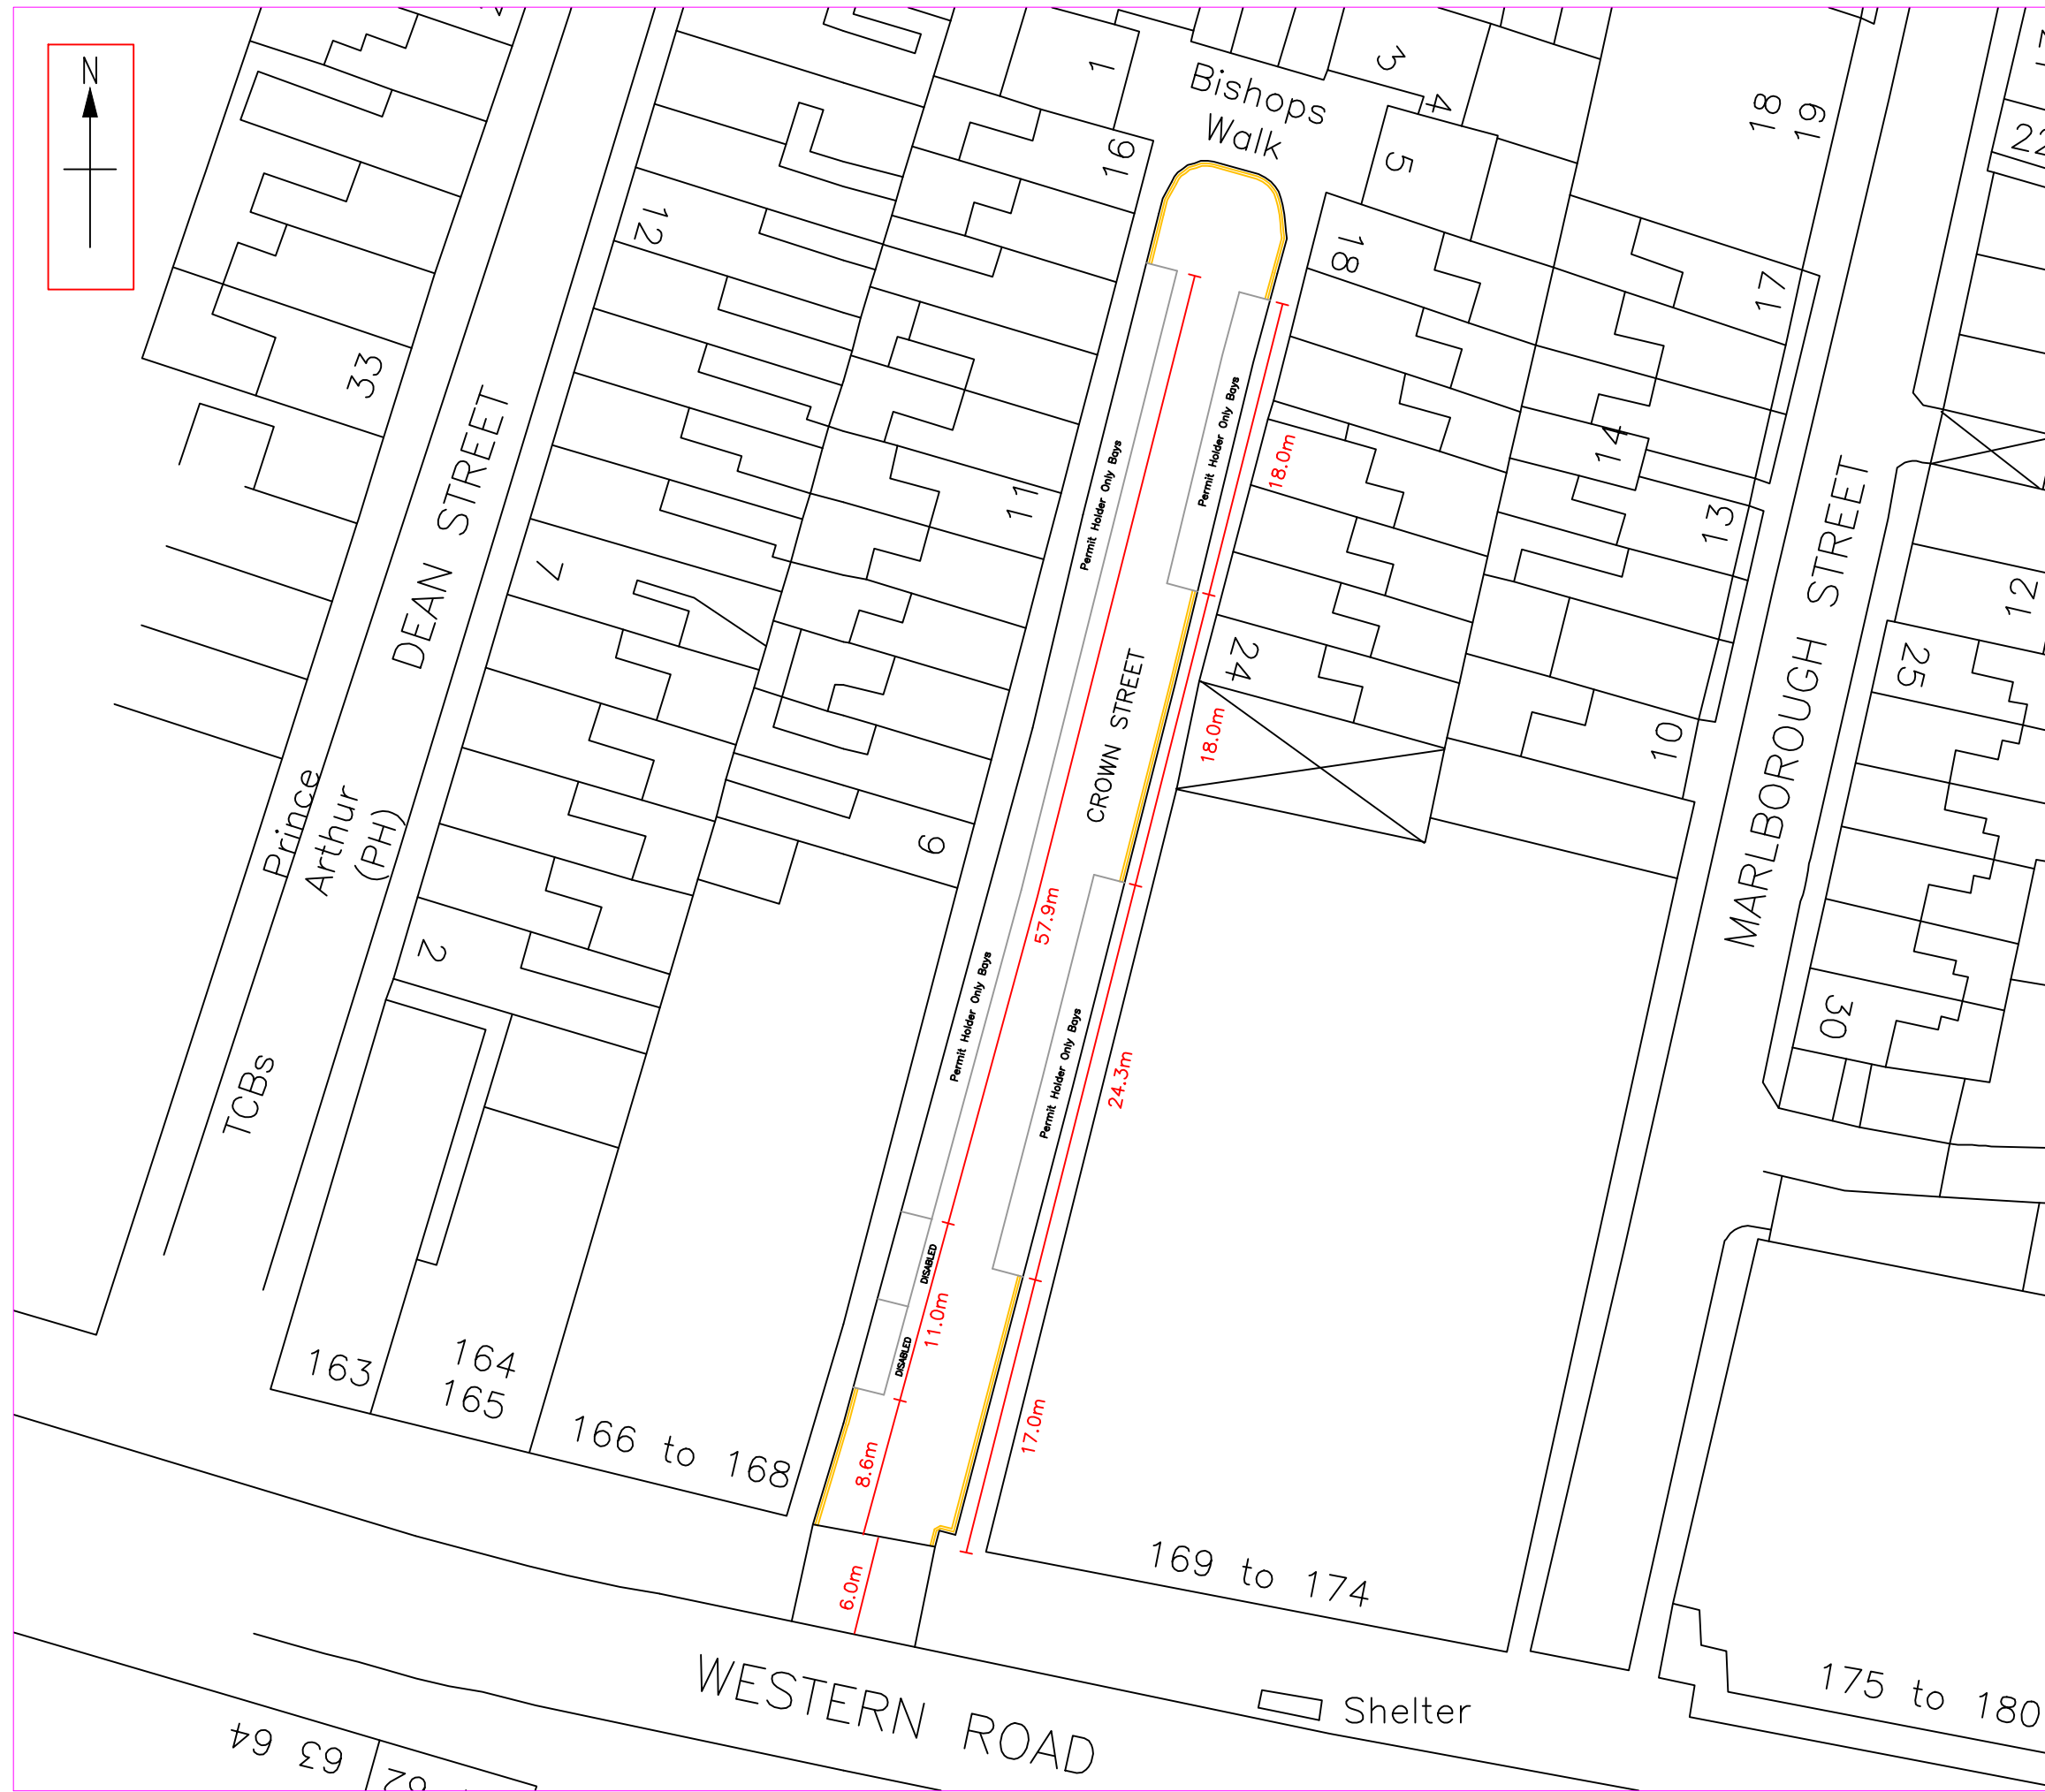 N
1
Bishops
Walk
3
4
5
18
19
22
16
12
18
17
33
DEAN STREET
Permit Holder Only Bays
Permit Holder Only Bays
18.0m
14
11
13
MARLBOROUGH STREET
7
12
24
25
CROWN STREET
18.0m
10
Prince
Arthur
(PH)
9
57.9m
2
Permit Holder Only Bays
Permit Holder Only Bays
30
TCBs
24.3m
DISABLED
11.0m
DISABLED
163
164
165
166 to 168
8.6m
17.0m
6.0m
169 to 174
WESTERN ROAD
Shelter
175 to 180
64
63
62